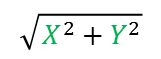 √(X² + Y²)